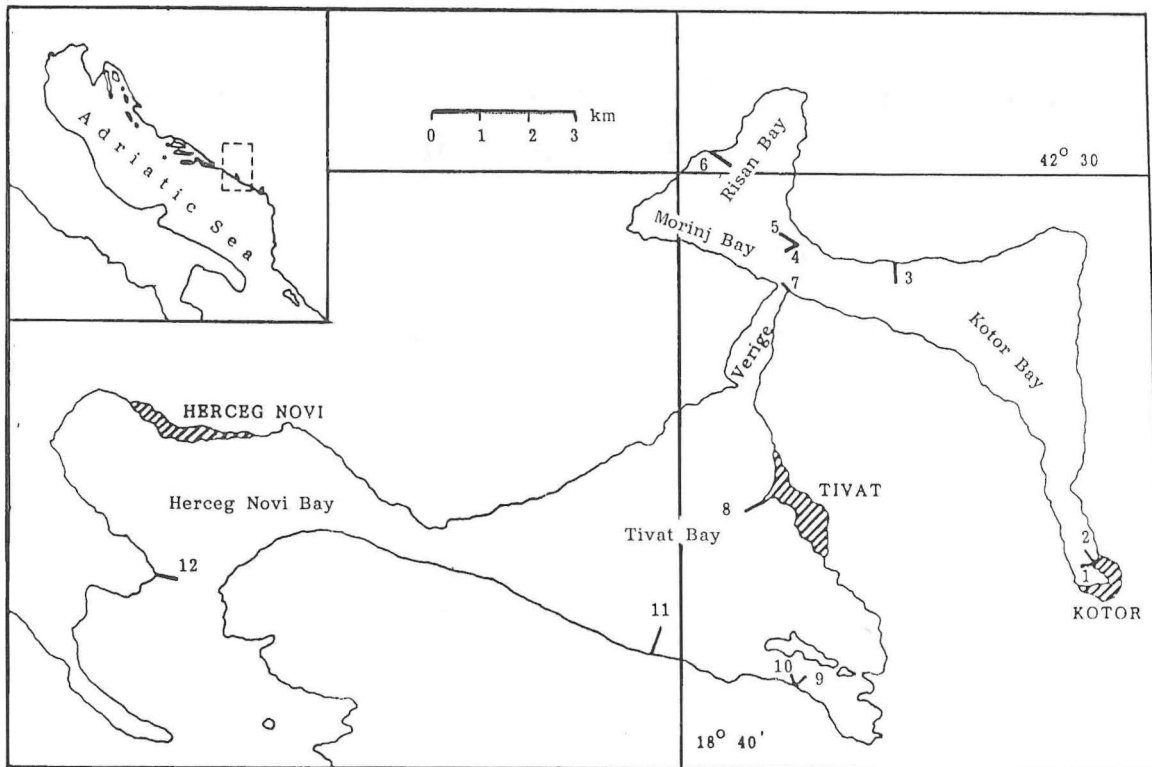 Adriatic Sea
km
0 1 2 3
42° 30
6
Risan Bay
Morinj Bay
5
4
3
7
Kotor Bay
Verige
HERCEG NOVI
Herceg Novi Bay
TIVAT
8
Tivat Bay
2
1
KOTOR
12
11
10
9
18° 40'